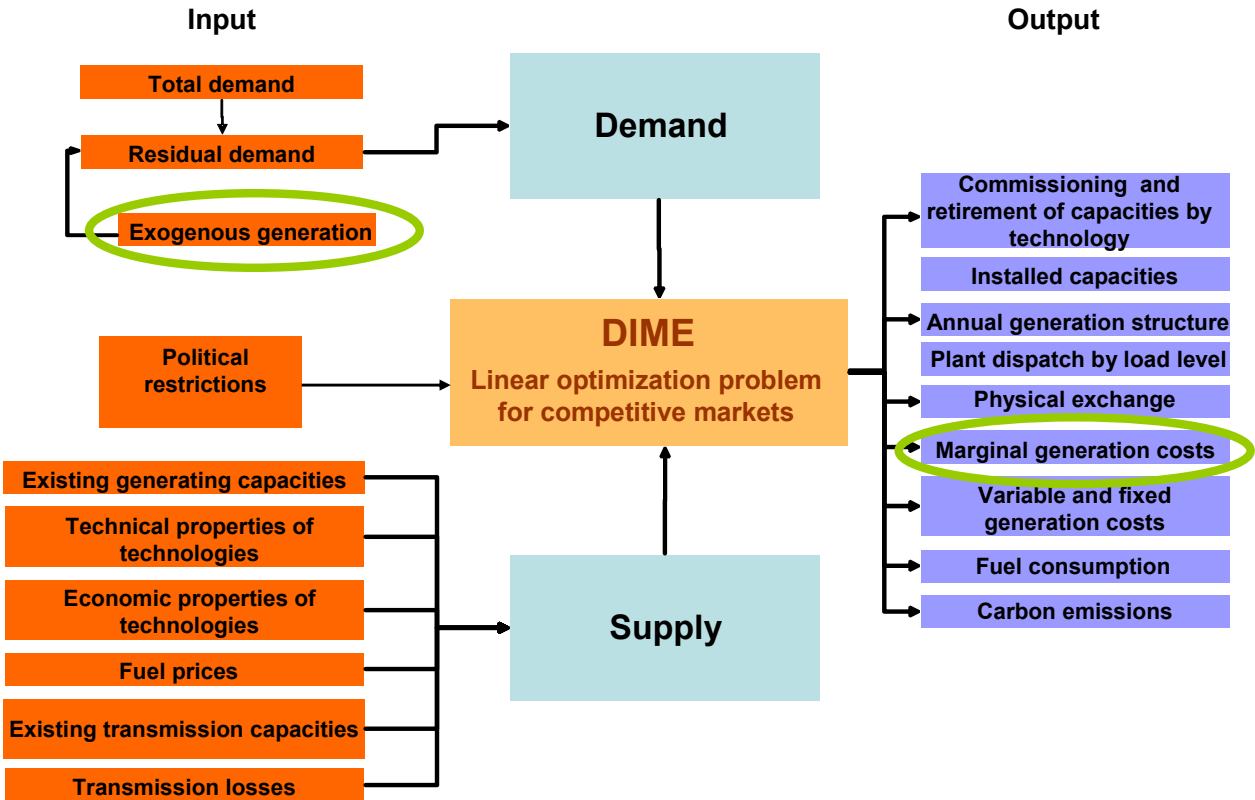 Input
Output
Total demand
Residual demand
Exogenous generation
Political
restrictions
Existing generating capacities
Technical properties of
technologies
Economic properties of
technologies
Fuel prices
Existing transmission capacities
Transmission losses
Demand
DIME
Linear optimization problem
for competitive markets
Supply
Commissioning and
retirement of capacities by
technology
Installed capacities
Annual generation structure
Plant dispatch by load level
Physical exchange
Marginal generation costs
Variable and fixed
generation costs
Fuel consumption
Carbon emissions